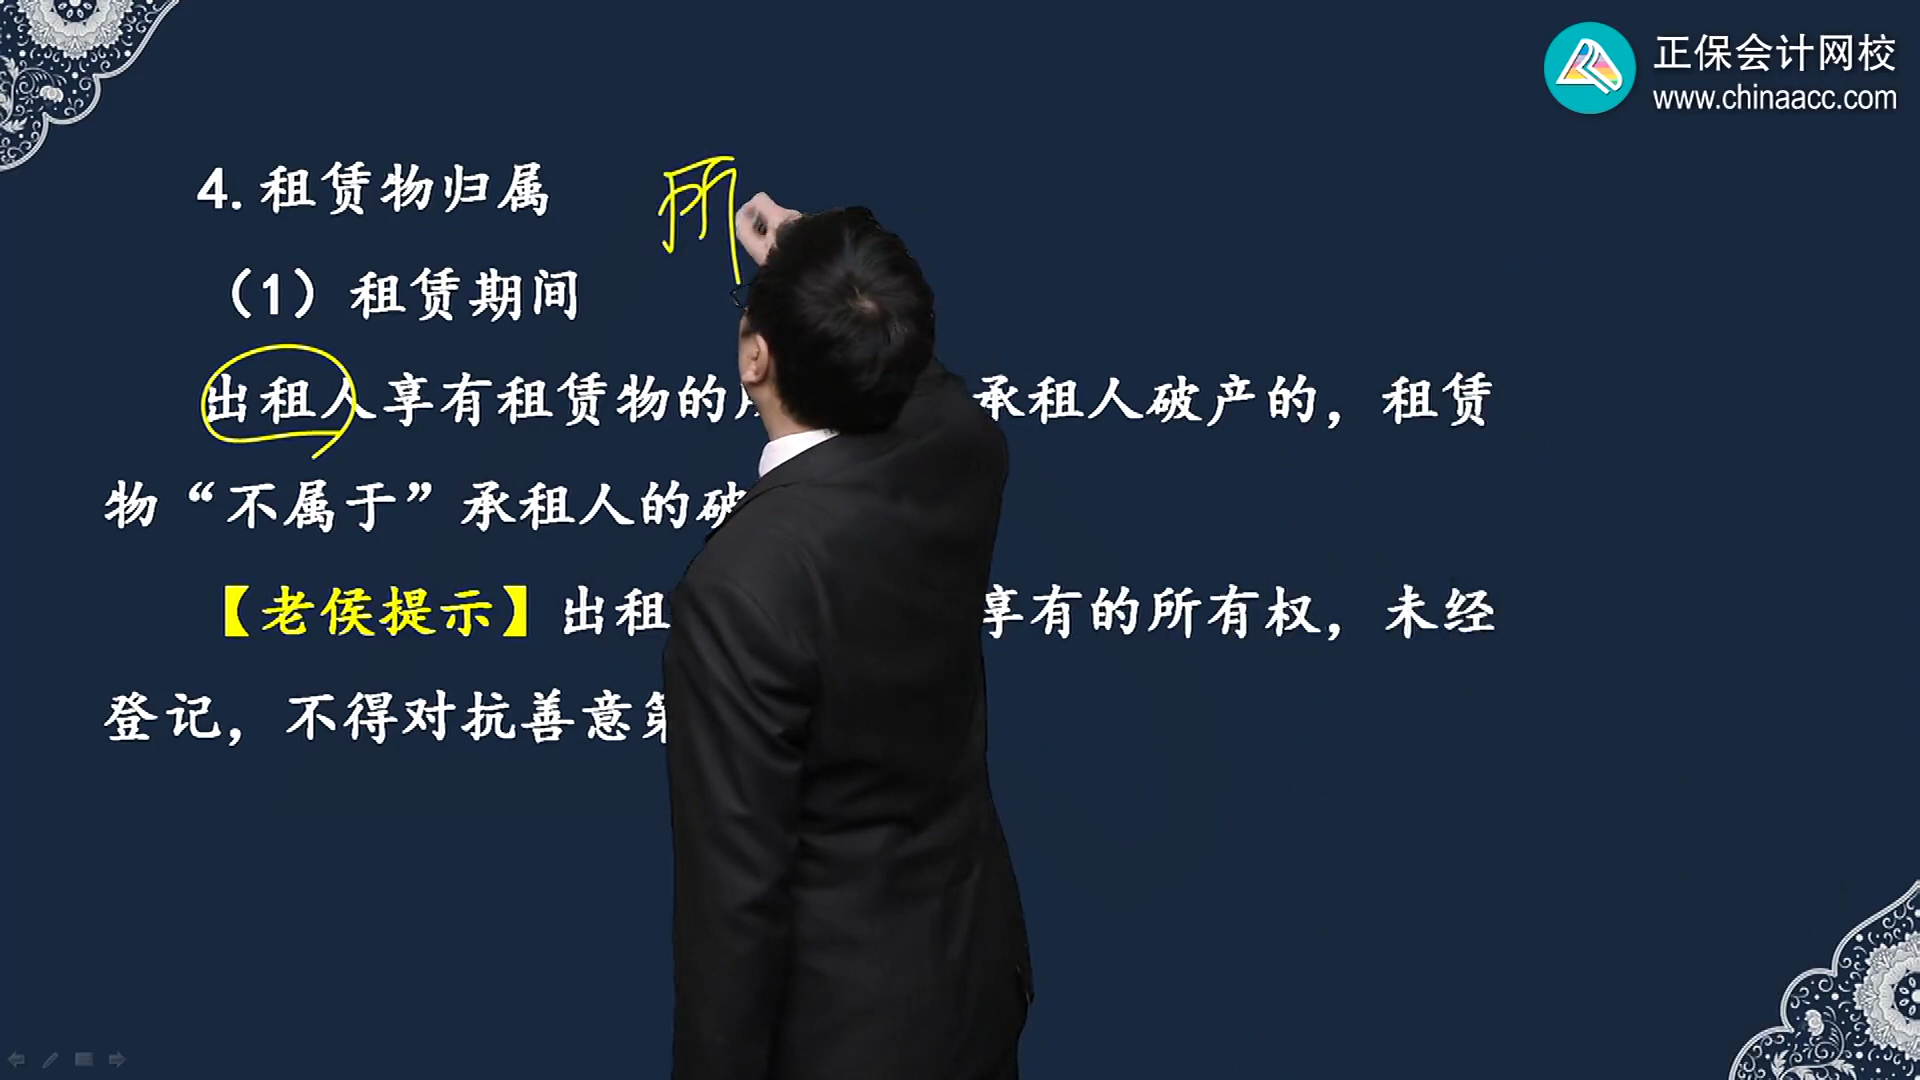 正保会计网校
www.chinaacc.com
4.租赁物归属
所
（1）租赁期间
出租人享有租赁物的 承租人破产的，租赁
物“不属于”承租人的破
【老侯提示】出租 享有的所有权，未经
登记，不得对抗善意第